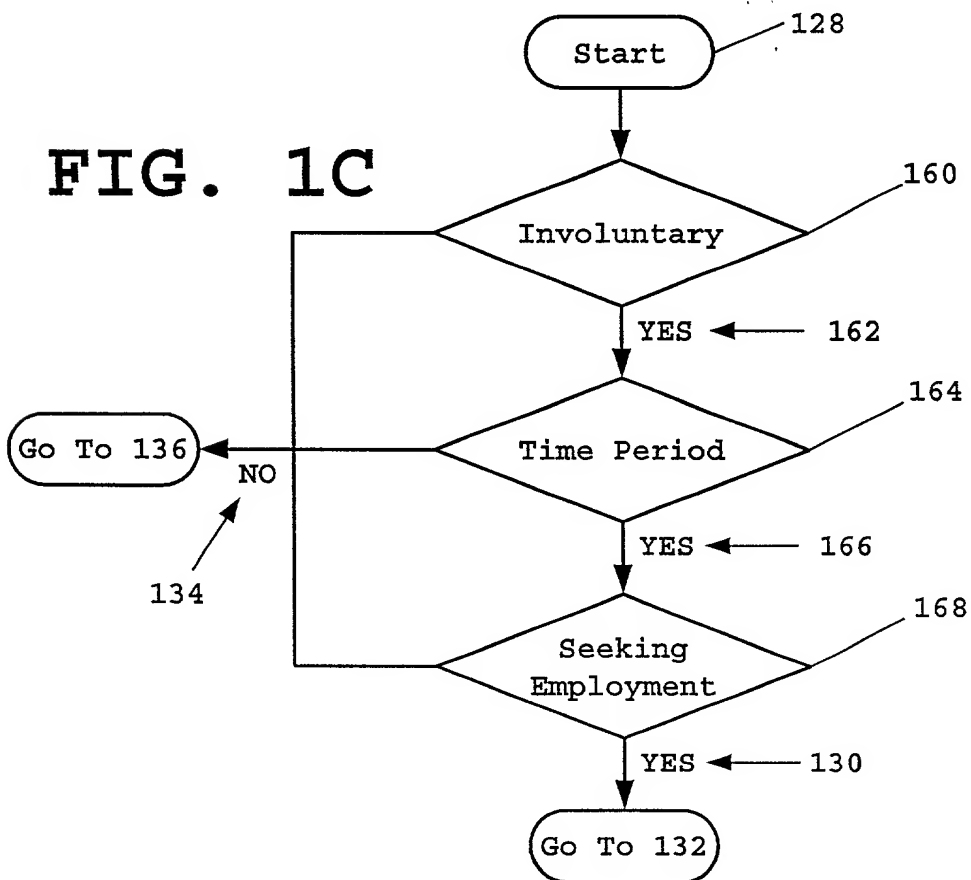 Start
128
FIG. 1C
160
Involuntary
YES
162
164
Go To 136
Time Period
NO
YES
166
134
168
Seeking
Employment
YES
130
Go To 132